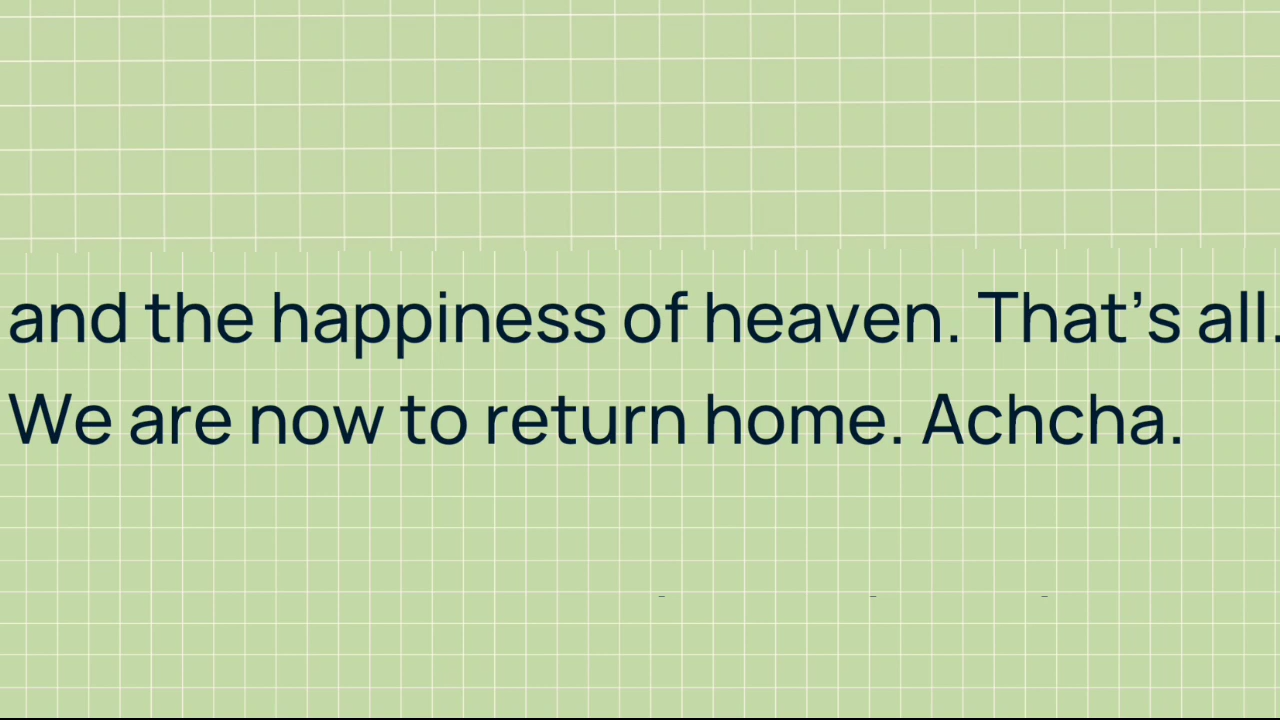 and the happiness of heaven. That’s all.
We are now to return home. Achcha.